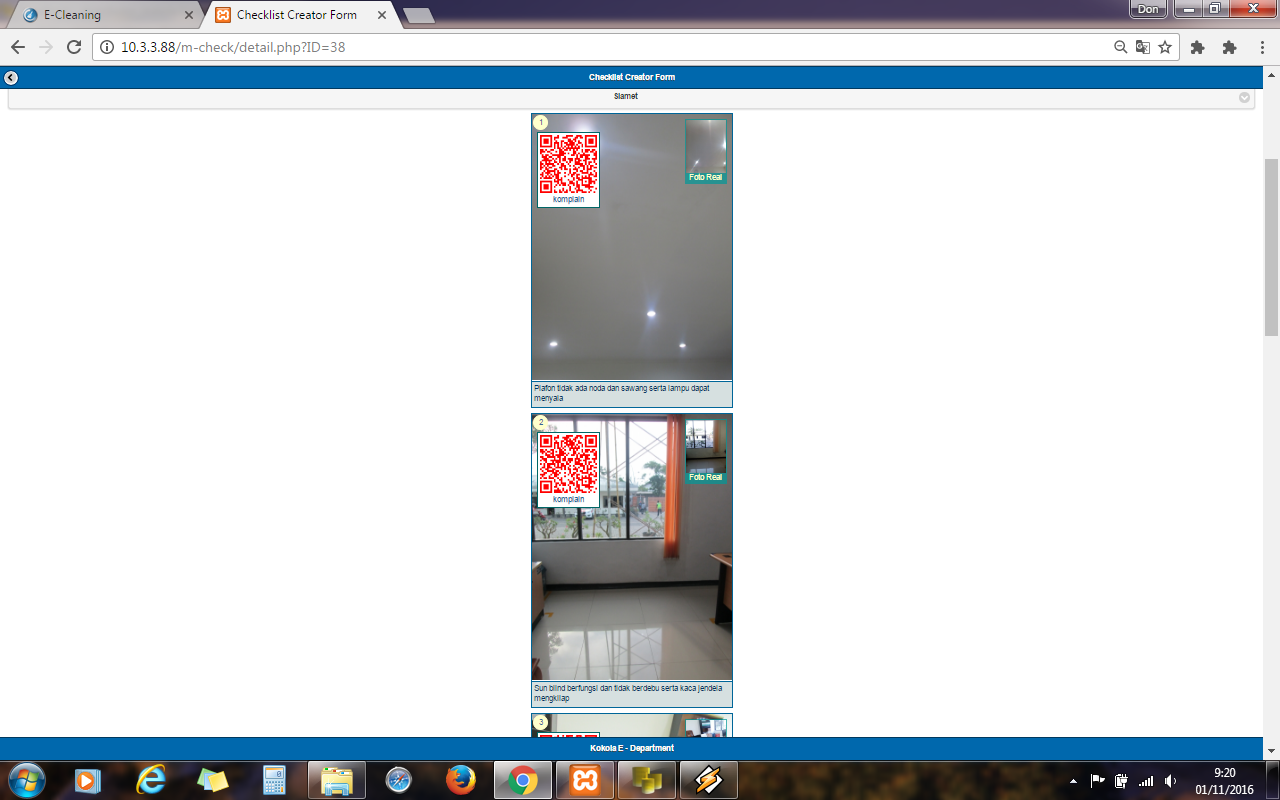 E-Cleaning
Checklist Creator Form
Don
10.3.3.88/m-check/detail.php?ID=38
Checklist Creator Form
Slamet
1
Foto Real
komplain
Plafon tidak ada noda dan sawang serta lampu dapat
menyala
2
Foto Real
komplain
Sun blind berfungsi dan tidak berdebu serta kaca jendela
mengkilap
3
Kokola E - Department
9:20
01/11/2016